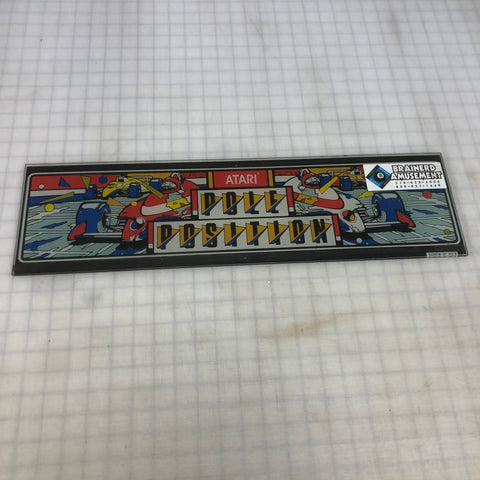 ATARI
POLE
POSITION
BRAINERD
AMUSEMENT